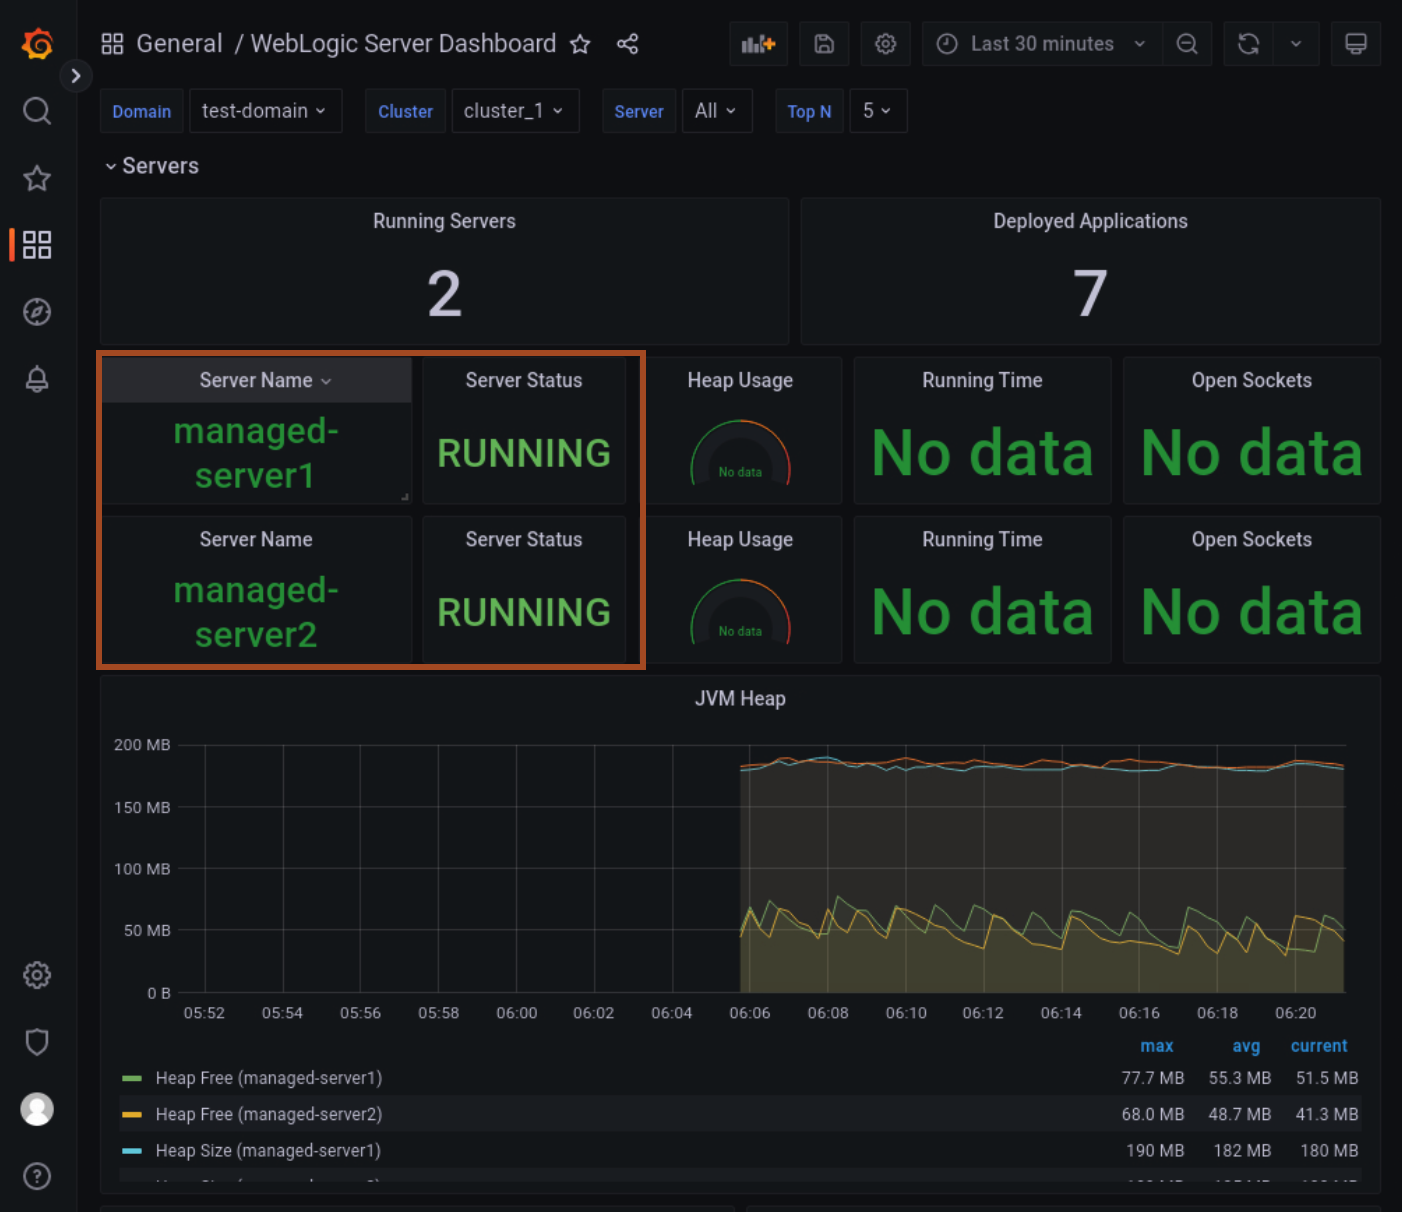 General / WebLogic Server Dashboard
Last 30 minutes
Domain test-domain Cluster cluster_1 Server All Top N 5
Servers
Running Servers
2
Deployed Applications
7
Server Name
managed-
server1
Server Status
RUNNING
Heap Usage
No data
Running Time
No data
Open Sockets
No data
Server Name
managed-
server2
Server Status
RUNNING
Heap Usage
No data
Running Time
No data
Open Sockets
No data
JVM Heap
200 MB
150 MB
100 MB
50 MB
0 B
05:52 05:54 05:56 05:58 06:00 06:02 06:04 06:06 06:08 06:10 06:12 06:14 06:16 06:18 06:20
max avg current
Heap Free (managed-server1) 77.7 MB 55.3 MB 51.5 MB
Heap Free (managed-server2) 68.0 MB 48.7 MB 41.3 MB
Heap Size (managed-server1) 190 MB 182 MB 180 MB